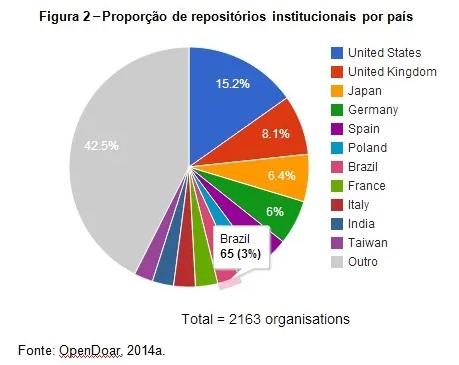 Figura 2 – Proporção de repositórios institucionais por país
15.2%
8.1%
6.4%
6%
42.5%
Brazil
65 (3%)
United States
United Kingdom
Japan
Germany
Spain
Poland
Brazil
France
Italy
India
Taiwan
Outro
Total = 2163 organisations
Fonte: OpenDoar, 2014a.